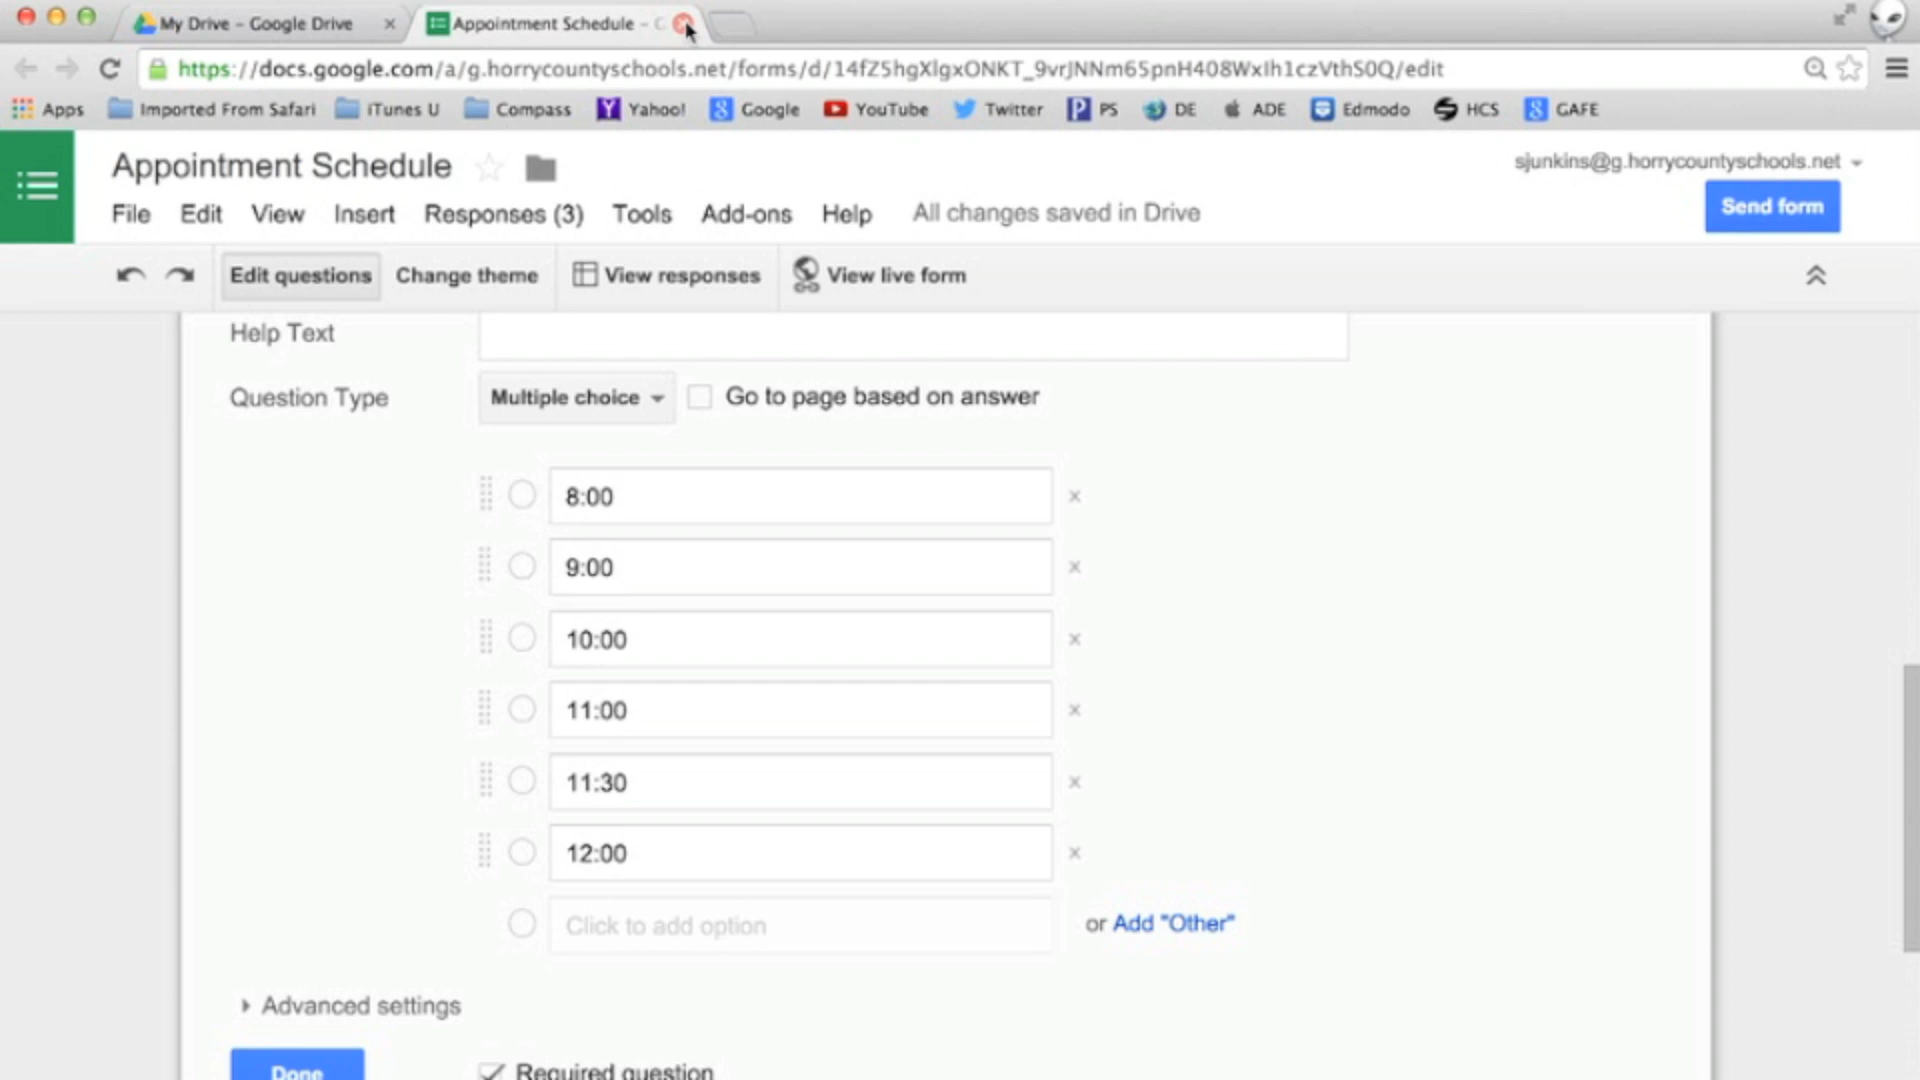 My Drive – Google Drive
Appointment Schedule –
https://docs.google.com/a/g.horrycountyschools.net/forms/d/14fZ5hgXlgxONKT_9vrJNNm65pnH408WxIh1czVthS0Q/edit
Apps Imported From Safari iTunes U Compass Yahoo! Google YouTube Twitter PS DE ADE Edmodo HCS GAFE
Appointment Schedule
sjunkins@g.horrycountyschools.net
File Edit View Insert Responses (3) Tools Add-ons Help All changes saved in Drive
Send form
Edit questions Change theme View responses View live form
Help Text
Question Type Multiple choice Go to page based on answer
8:00
9:00
10:00
11:00
11:30
12:00
Click to add option or Add "Other"
Advanced settings
Done Required question